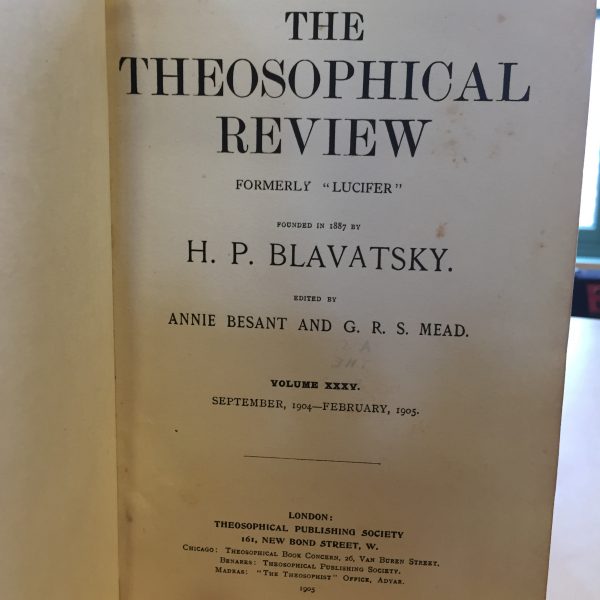 THE
THEOSOPHICAL
REVIEW
FORMERLY "LUCIFER"
FOUNDED IN 1887 BY
H. P. BLAVATSKY.
EDITED BY
ANNIE BESANT AND G. R. S. MEAD.
VOLUME XXXV.
SEPTEMBER, 1904—FEBRUARY, 1905.
LONDON:
THEOSOPHICAL PUBLISHING SOCIETY
161, NEW BOND STREET, W.
CHICAGO: THEOSOPHICAL BOOK CONCERN, 26, VAN BUREN STREET.
BENARES: THEOSOPHICAL PUBLISHING SOCIETY.
MADRAS: "THE THEOSOPHIST" OFFICE, ADYAR.
1905